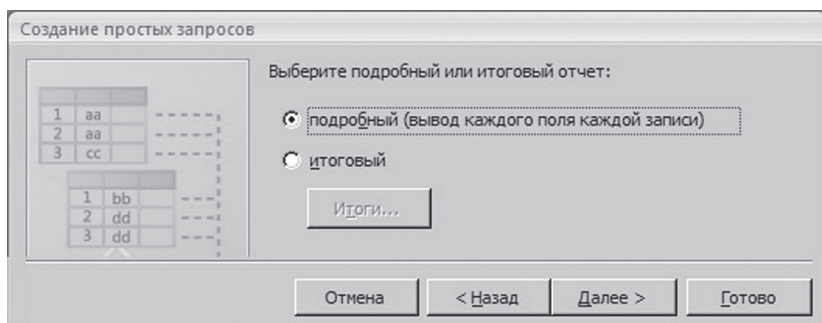 Создание простых запросов
Выберите подробный или итоговый отчет:
подробный (вывод каждого поля каждой записи)
итоговый
Итоги...
1 aa
2 aa
3 cc
1 bb
2 dd
3 dd
Отмена
< Назад
Далее >
Готово